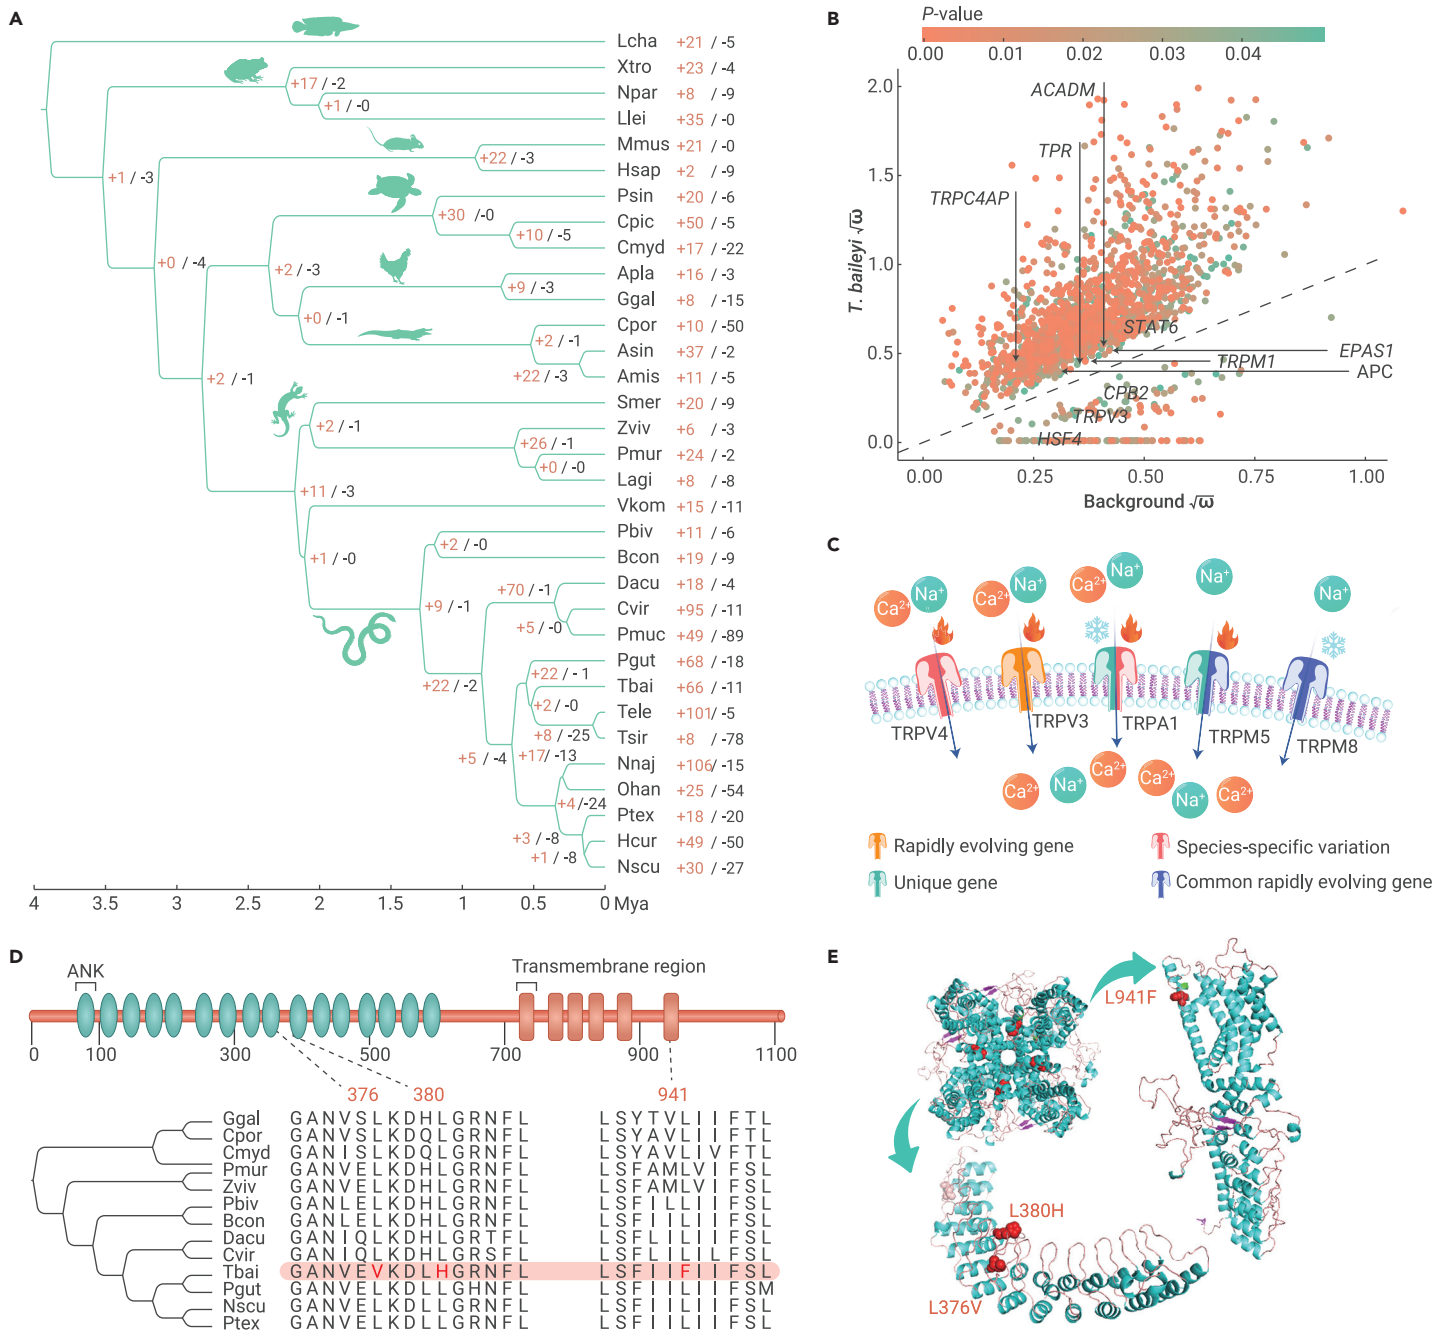 A
Lcha +21 / -5
Xtro +23 / -4
+17 / -2
Npar +8 / -9
+1 / -0
Llei +35 / -0
Mmus +21 / -0
+22 / -3
Hsap +2 / -9
+1 / -3
Psin +20 / -6
+30 / -0
Cpic +50 / -5
+10 / -5
Cmyd +17 / -22
+0 / -4
+2 / -3
Apla +16 / -3
+9 / -3
Ggal +8 / -15
+0 / -1
Cpor +10 / -50
+2 / -1
Asin +37 / -2
+22 / -3
Amis +11 / -5
+2 / -1
Smer +20 / -9
+2 / -1
Zviv +6 / -3
+26 / -1
Pmur +24 / -2
+0 / -0
Lagi +8 / -8
+11 / -3
Vkom +15 / -11
Pbiv +11 / -6
+2 / -0
+1 / -0
Bcon +19 / -9
Dacu +18 / -4
+70 / -1
+9 / -1
Cvir +95 / -11
+5 / -0
Pmuc +49 / -89
Pgut +68 / -18
+22 / -1
+22 / -2
Tbai +66 / -11
+2 / -0
Tele +101 / -5
+8 / -25
Tsir +8 / -78
+5 / -4
+17 / -13
Nnaj +106 / -15
Ohan +25 / -54
+4 / -24
Ptex +18 / -20
+3 / -8
Hcur +49 / -50
+1 / -8
Nscu +30 / -27
4 3.5 3 2.5 2 1.5 1 0.5 0 Mya
B
P-value
0.00 0.01 0.02 0.03 0.04
T. baileyi √ω
2.0
1.5
1.0
0.5
0.0
ACADM
TPR
TRPC4AP
STAT6
EPAS1
TRPM1
APC
CPB2
TRPV3
HSF4
0.00 0.25 0.50 0.75 1.00
Background √ω
C
Ca²⁺ Na⁺ Ca²⁺ Na⁺ Ca²⁺ Na⁺ Na⁺ Na⁺
TRPV4 TRPV3 TRPA1 TRPM5 TRPM8
Ca²⁺ Na⁺ Ca²⁺ Ca²⁺ Na⁺ Ca²⁺
Rapidly evolving gene
Species-specific variation
Unique gene
Common rapidly evolving gene
D
ANK
Transmembrane region
0 100 300 500 700 900 1100
376 380 941
Ggal GANVSLKDHLGRNFL LSYTVLIIFTL
Cpor GANVSLKDQLGRNFL LSYAVLIIFTL
Cmyd GANISLKDQLGRNFL LSYAVLIVFTL
Pmur GANVELKDHLGRNFL LSFAMLVIFSL
Zviv GANVELKDHLGRNFL LSFAMLVIFSL
Pbiv GANLELKDHLGRNFL LSFIILIIFSL
Bcon GANLELKDHLGRNFL LSFIILIIFSL
Dacu GANIQLKDHLGRTFL LSFLILIIFSL
Cvir GANIQLKDHLGRSFL LSFLILILFSL
Tbai GANVEVKDLHGRNFL LSFIIFIIFSL
Pgut GANVELKDLLGHNFL LSFIILIIFSM
Nscu GANVELKDLLGRNFL LSFIILIIFSL
Ptex GANVELKDLLGRNFL LSFIILIIFSL
E
L941F
L380H
L376V